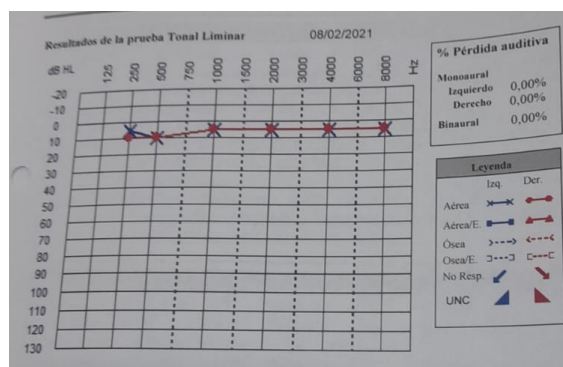 Resultados de la prueba Tonal Liminar 08/02/2021
dB HL 125 250 500 750 1000 1500 2000 3000 4000 6000 8000 Hz
-20
-10
0
10
20
30
40
50
60
70
80
90
100
110
120
130
% Pérdida auditiva
Monoaural
Izquierdo 0,00%
Derecho 0,00%
Binaural 0,00%
Leyenda
Izq. Der.
Aérea
Aérea/E.
Ósea
Osea/E.
No Resp.
UNC